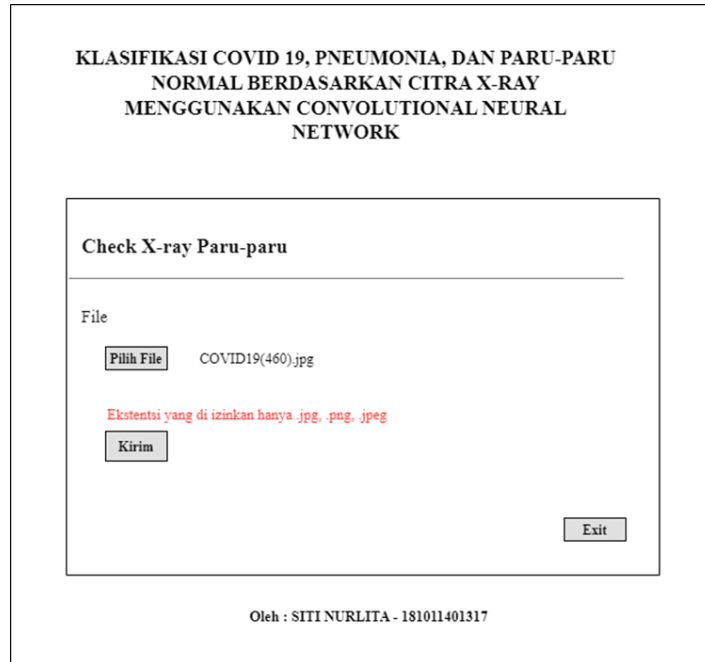 KLASIFIKASI COVID 19, PNEUMONIA, DAN PARU-PARU
NORMAL BERDASARKAN CITRA X-RAY
MENGGUNAKAN CONVOLUTIONAL NEURAL
NETWORK
Check X-ray Paru-paru
File
Pilih File COVID19(460).jpg
Ekstentsi yang di izinkan hanya .jpg, .png, .jpeg
Kirim
Exit
Oleh : SITI NURLITA - 181011401317